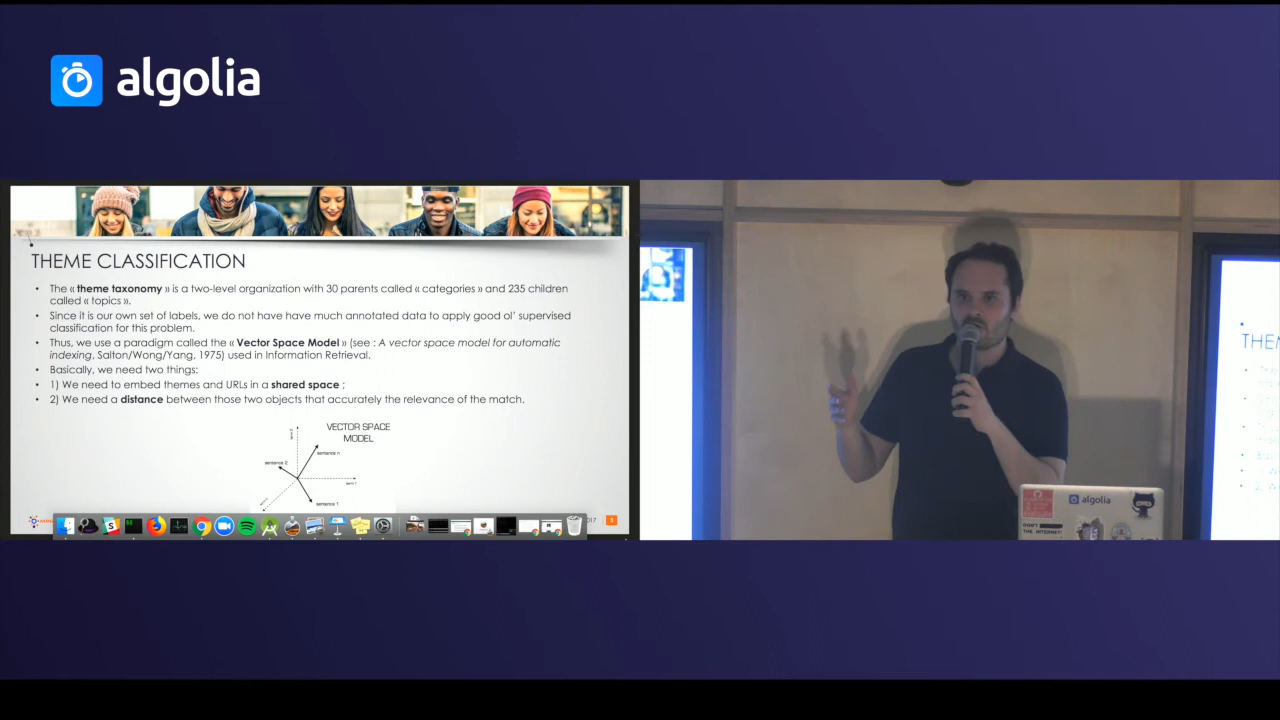 algolia
THEME CLASSIFICATION
• The « theme taxonomy » is a two-level organization with 30 parents called « categories » and 235 children
called « topics ».
• Since it is our own set of labels, we do not have have much annotated data to apply good ol' supervised
classification for this problem.
• Thus, we use a paradigm called the « Vector Space Model » (see : A vector space model for automatic
indexing, Salton/Wong/Yang, 1975) used in Information Retrieval.
• Basically, we need two things:
• 1) We need to embed themes and URLs in a shared space ;
• 2) We need a distance between those two objects that accurately the relevance of the match.
VECTOR SPACE
MODEL
sentence n
sentence 2
sentence 1
algolia
DON'T
THE INTERNET!
THE